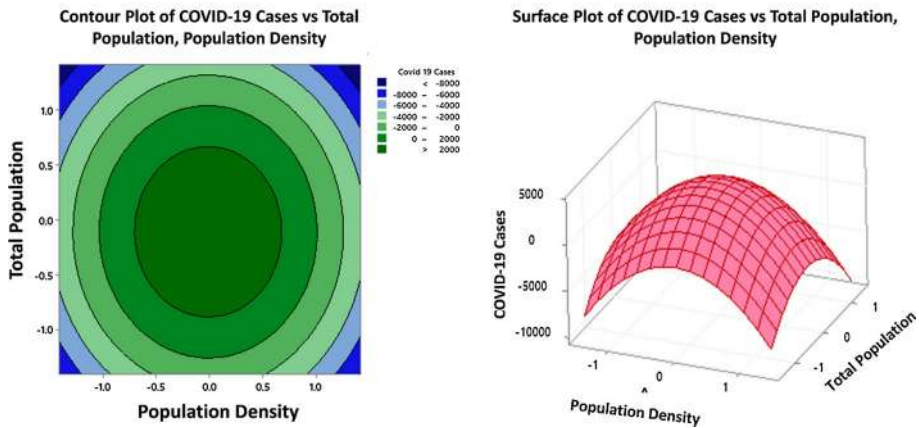 Contour Plot of COVID-19 Cases vs Total
Population, Population Density
Covid 19 Cases
< -8000
-8000 – -6000
-6000 – -4000
-4000 – -2000
-2000 – 0
0 – 2000
> 2000
Total Population
1.0
0.5
0.0
-0.5
-1.0
-1.0
-0.5
0.0
0.5
1.0
Population Density
Surface Plot of COVID-19 Cases vs Total Population,
Population Density
COVID-19 Cases
5000
0
-5000
-10000
-1
0
1
^
Population Density
-1
0
1
Total Population